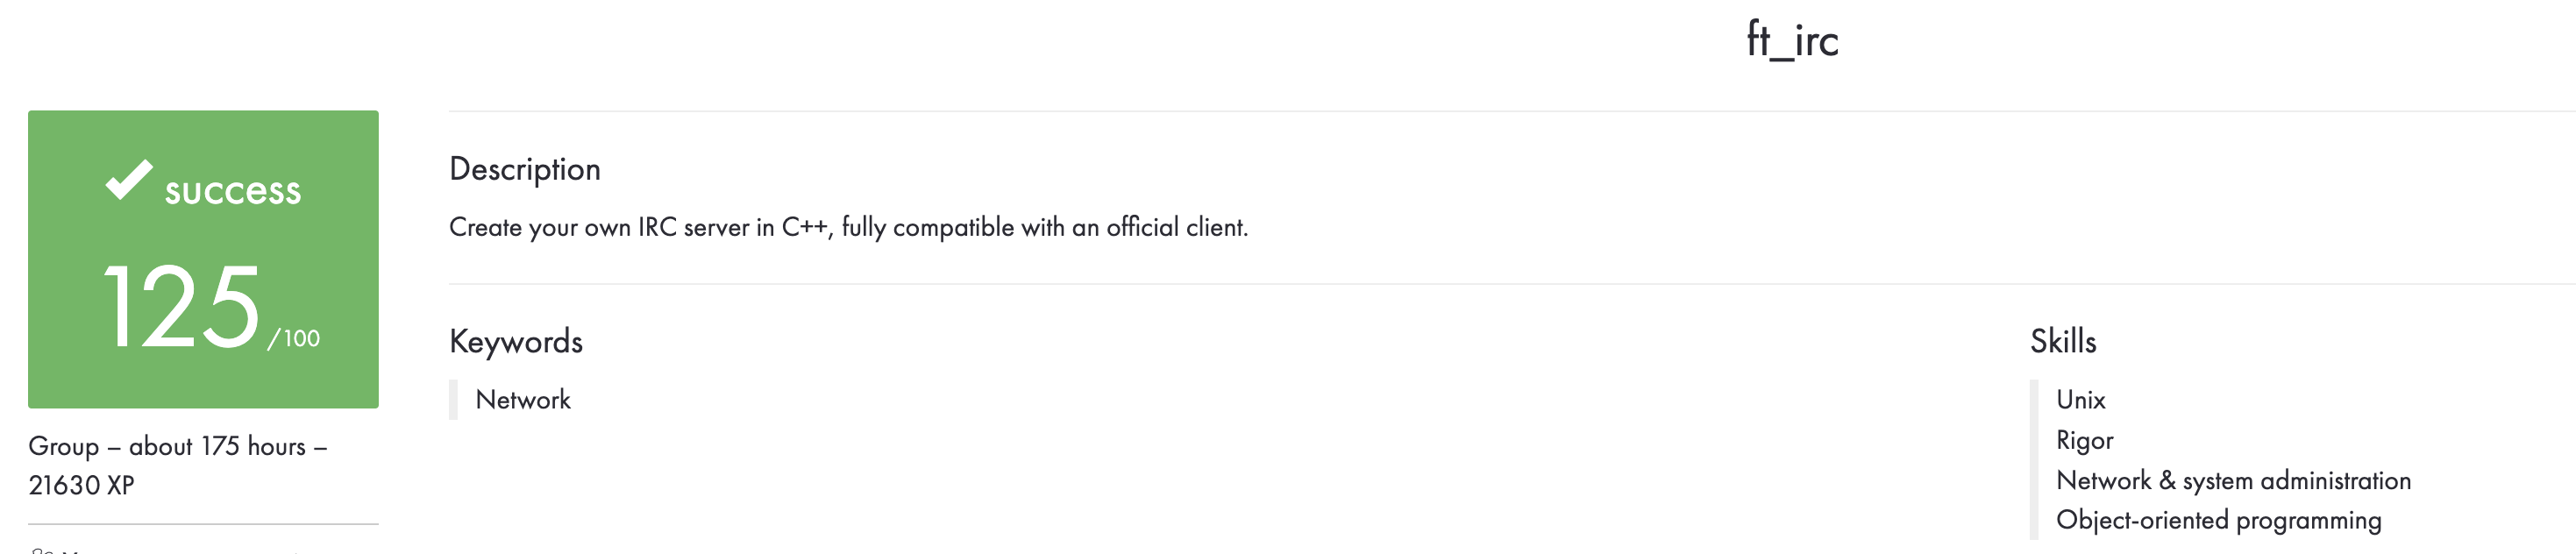 ft_irc
success
125/100
Group – about 175 hours –
21630 XP
Description
Create your own IRC server in C++, fully compatible with an official client.
Keywords
Network
Skills
Unix
Rigor
Network & system administration
Object-oriented programming